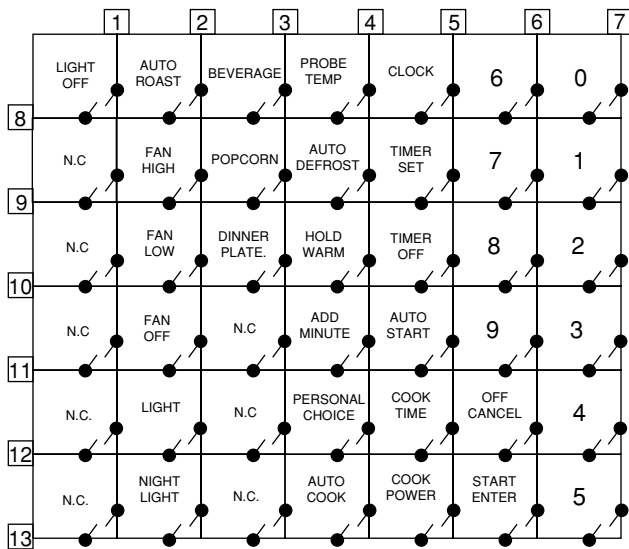 1 2 3 4 5 6 7
LIGHT OFF AUTO ROAST BEVERAGE PROBE TEMP CLOCK 6 0
8
N.C FAN HIGH POPCORN AUTO DEFROST TIMER SET 7 1
9
N.C FAN LOW DINNER PLATE. HOLD WARM TIMER OFF 8 2
10
N.C FAN OFF N.C ADD MINUTE AUTO START 9 3
11
N.C. LIGHT N.C PERSONAL CHOICE COOK TIME OFF CANCEL 4
12
N.C. NIGHT LIGHT N.C. AUTO COOK COOK POWER START ENTER 5
13